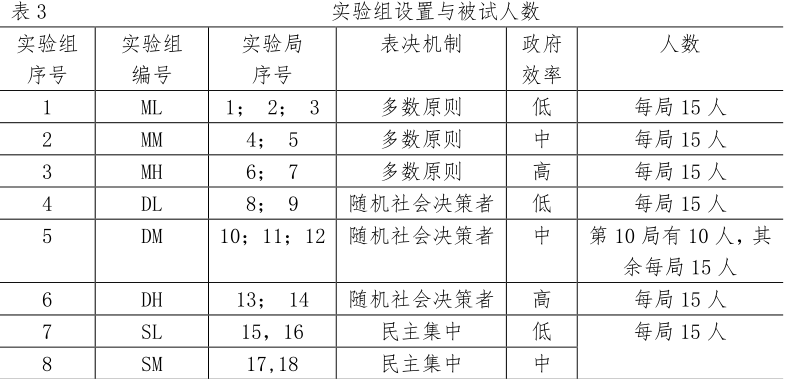 表 3 实验组设置与被试人数
实验组序号 实验组编号 实验局序号 表决机制 政府效率 人数
1 ML 1; 2; 3 多数原则 低 每局 15 人
2 MM 4; 5 多数原则 中 每局 15 人
3 MH 6; 7 多数原则 高 每局 15 人
4 DL 8; 9 随机社会决策者 低 每局 15 人
5 DM 10; 11; 12 随机社会决策者 中 第 10 局有 10 人，其余每局 15 人
6 DH 13; 14 随机社会决策者 高 每局 15 人
7 SL 15，16 民主集中 低 每局 15 人
8 SM 17,18 民主集中 中